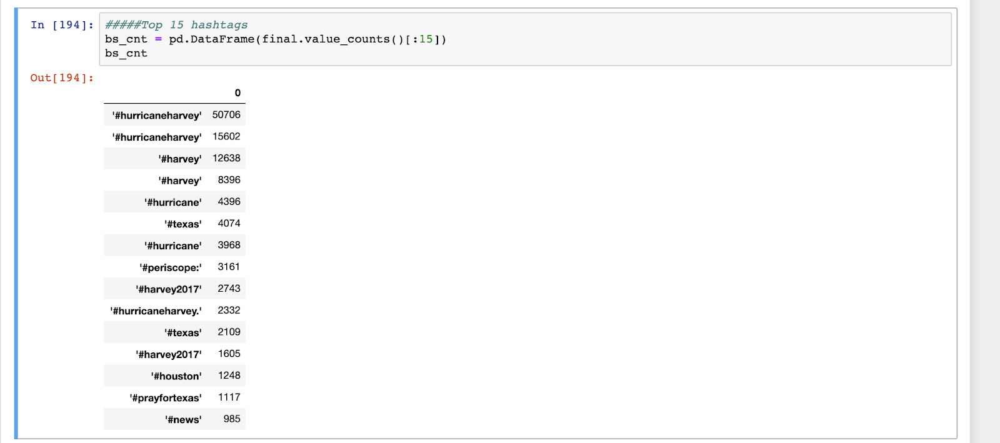 In [194]: #####Top 15 hashtags
bs_cnt = pd.DataFrame(final.value_counts()[:15])
bs_cnt
Out[194]:
0
'#hurricaneharvey' 50706
'#hurricaneharvey' 15602
'#harvey' 12638
'#harvey' 8396
'#hurricane' 4396
'#texas' 4074
'#hurricane' 3968
'#periscope:' 3161
'#harvey2017' 2743
'#hurricaneharvey.' 2332
'#texas' 2109
'#harvey2017' 1605
'#houston' 1248
'#prayfortexas' 1117
'#news' 985